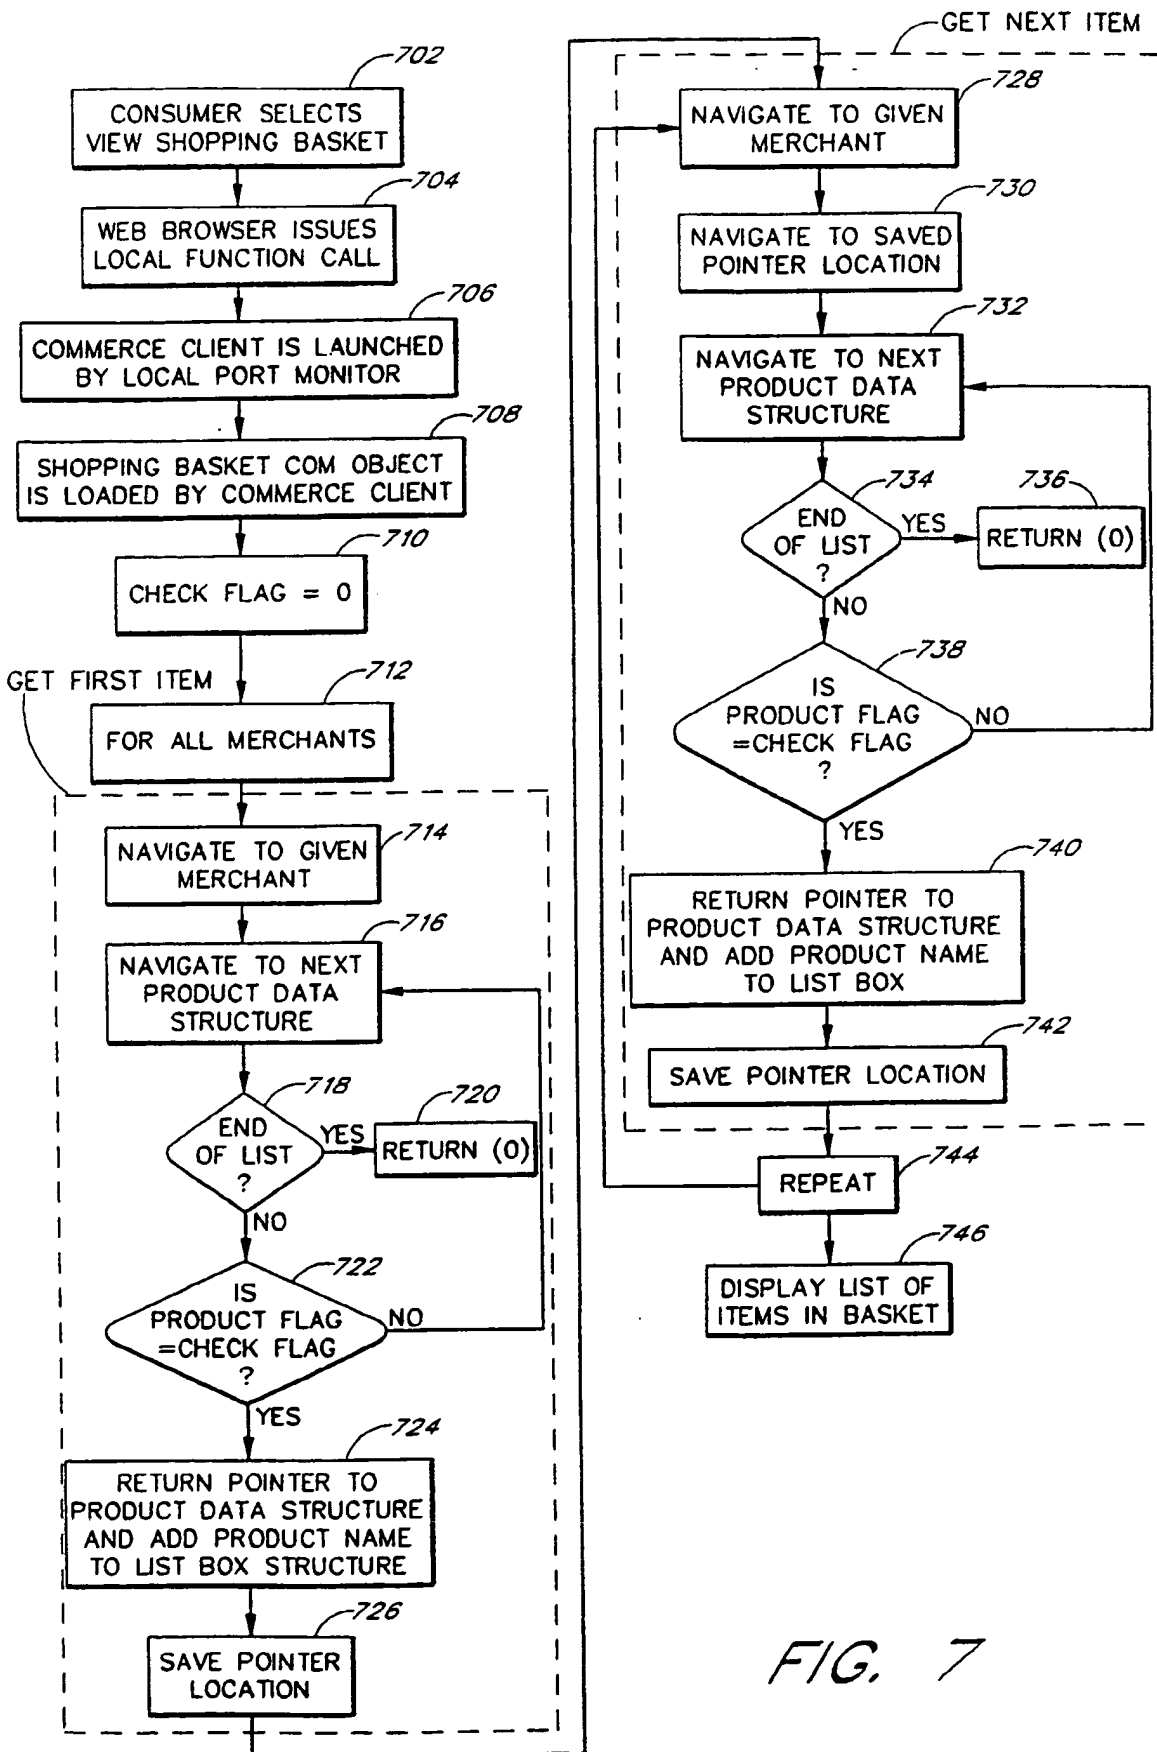 702
CONSUMER SELECTS
VIEW SHOPPING BASKET
704
WEB BROWSER ISSUES
LOCAL FUNCTION CALL
706
COMMERCE CLIENT IS LAUNCHED
BY LOCAL PORT MONITOR
708
SHOPPING BASKET COM OBJECT
IS LOADED BY COMMERCE CLIENT
710
CHECK FLAG = 0
GET FIRST ITEM
712
FOR ALL MERCHANTS
714
NAVIGATE TO GIVEN
MERCHANT
716
NAVIGATE TO NEXT
PRODUCT DATA
STRUCTURE
718
END
OF LIST
?
YES
720
RETURN (0)
NO
722
IS
PRODUCT FLAG
=CHECK FLAG
?
NO
YES
724
RETURN POINTER TO
PRODUCT DATA STRUCTURE
AND ADD PRODUCT NAME
TO LIST BOX STRUCTURE
726
SAVE POINTER
LOCATION
GET NEXT ITEM
728
NAVIGATE TO GIVEN
MERCHANT
730
NAVIGATE TO SAVED
POINTER LOCATION
732
NAVIGATE TO NEXT
PRODUCT DATA
STRUCTURE
734
END
OF LIST
?
YES
736
RETURN (0)
NO
738
IS
PRODUCT FLAG
=CHECK FLAG
?
NO
YES
740
RETURN POINTER TO
PRODUCT DATA STRUCTURE
AND ADD PRODUCT NAME
TO LIST BOX
742
SAVE POINTER LOCATION
744
REPEAT
746
DISPLAY LIST OF
ITEMS IN BASKET
FIG. 7